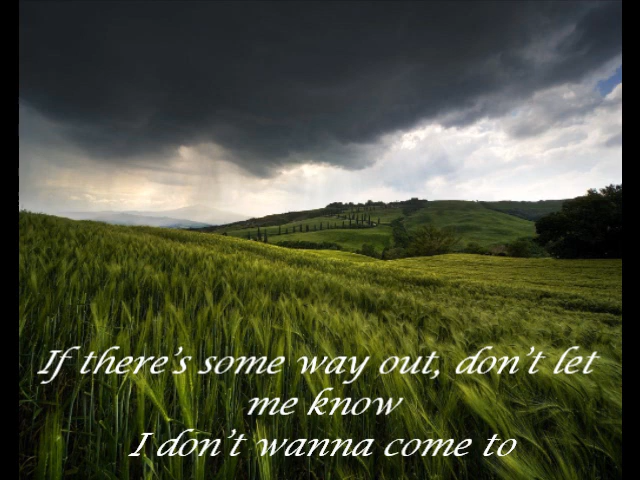 If there's some way out, don't let
me know
I don't wanna come to